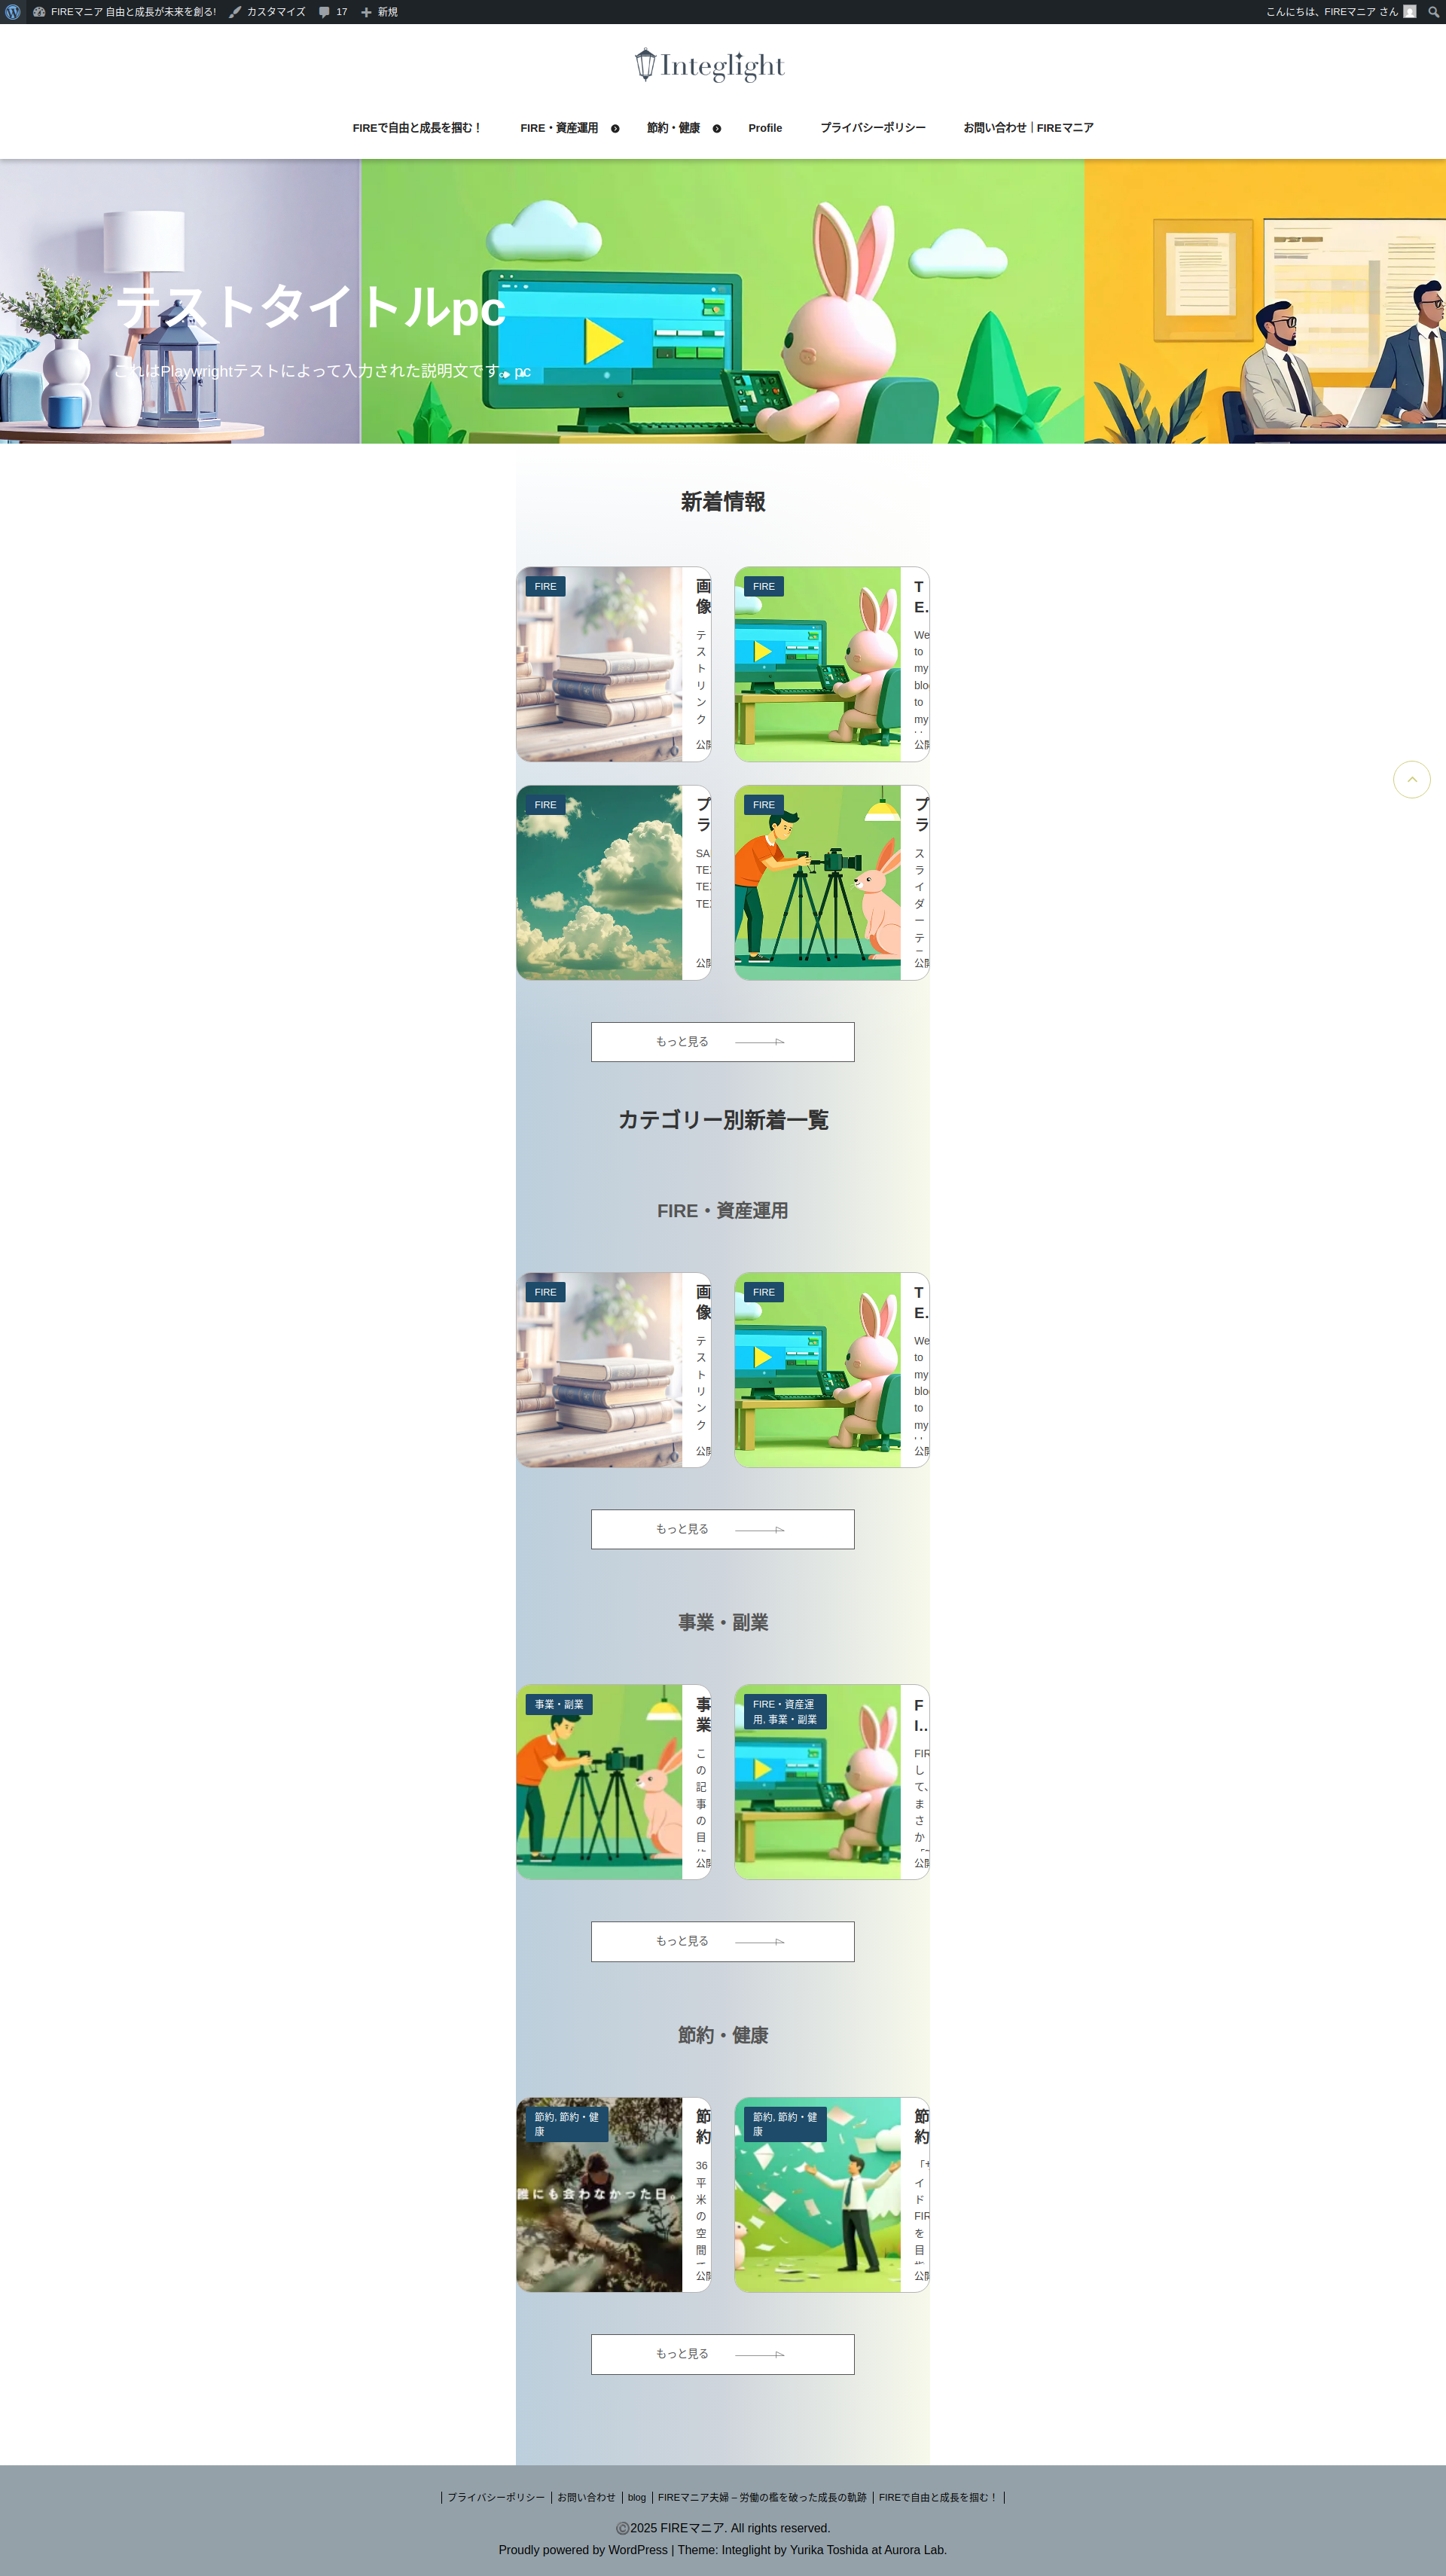 FIREマニア 自由と成長が未来を創る! カスタマイズ 17 新規 こんにちは、FIREマニア さん
Integlight
FIREで自由と成長を掴む！ FIRE・資産運用 節約・健康 Profile プライバシーポリシー お問い合わせ｜FIREマニア
テストタイトルpc
これはPlaywrightテストによって入力された説明文です。pc
新着情報
FIRE
画
像
テ
ス
ト
リ
ン
ク
公開
FIRE
T
E..
We
to
my
blo
to
my
公開
FIRE
プ
ラ
SA
TEX
TEX
TEX
公開
FIRE
プ
ラ
ス
ラ
イ
ダ
ー
テ
公開
もっと見る
カテゴリー別新着一覧
FIRE・資産運用
FIRE
画
像
テ
ス
ト
リ
ン
ク
公開
FIRE
T
E..
We
to
my
blo
to
my
公開
もっと見る
事業・副業
事業・副業
事
業
こ
の
記
事
の
目
公開
FIRE・資産運
用, 事業・副業
F
I...
FIR
し
て、
ま
さ
か
公開
もっと見る
節約・健康
節約, 節約・健
康
誰にも会わなかった日。
節
約
36
平
米
の
空
間
公開
節約, 節約・健
康
節
約
「サ
イ
ド
FIR
を
目
公開
もっと見る
プライバシーポリシー お問い合わせ blog FIREマニア夫婦 – 労働の檻を破った成長の軌跡 FIREで自由と成長を掴む！
©2025 FIREマニア. All rights reserved.
Proudly powered by WordPress | Theme: Integlight by Yurika Toshida at Aurora Lab.